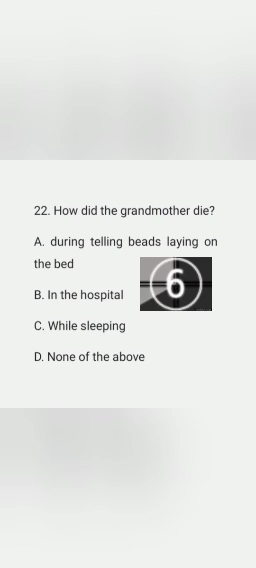 22. How did the grandmother die?
A. during telling beads laying on
the bed
B. In the hospital
6
C. While sleeping
D. None of the above